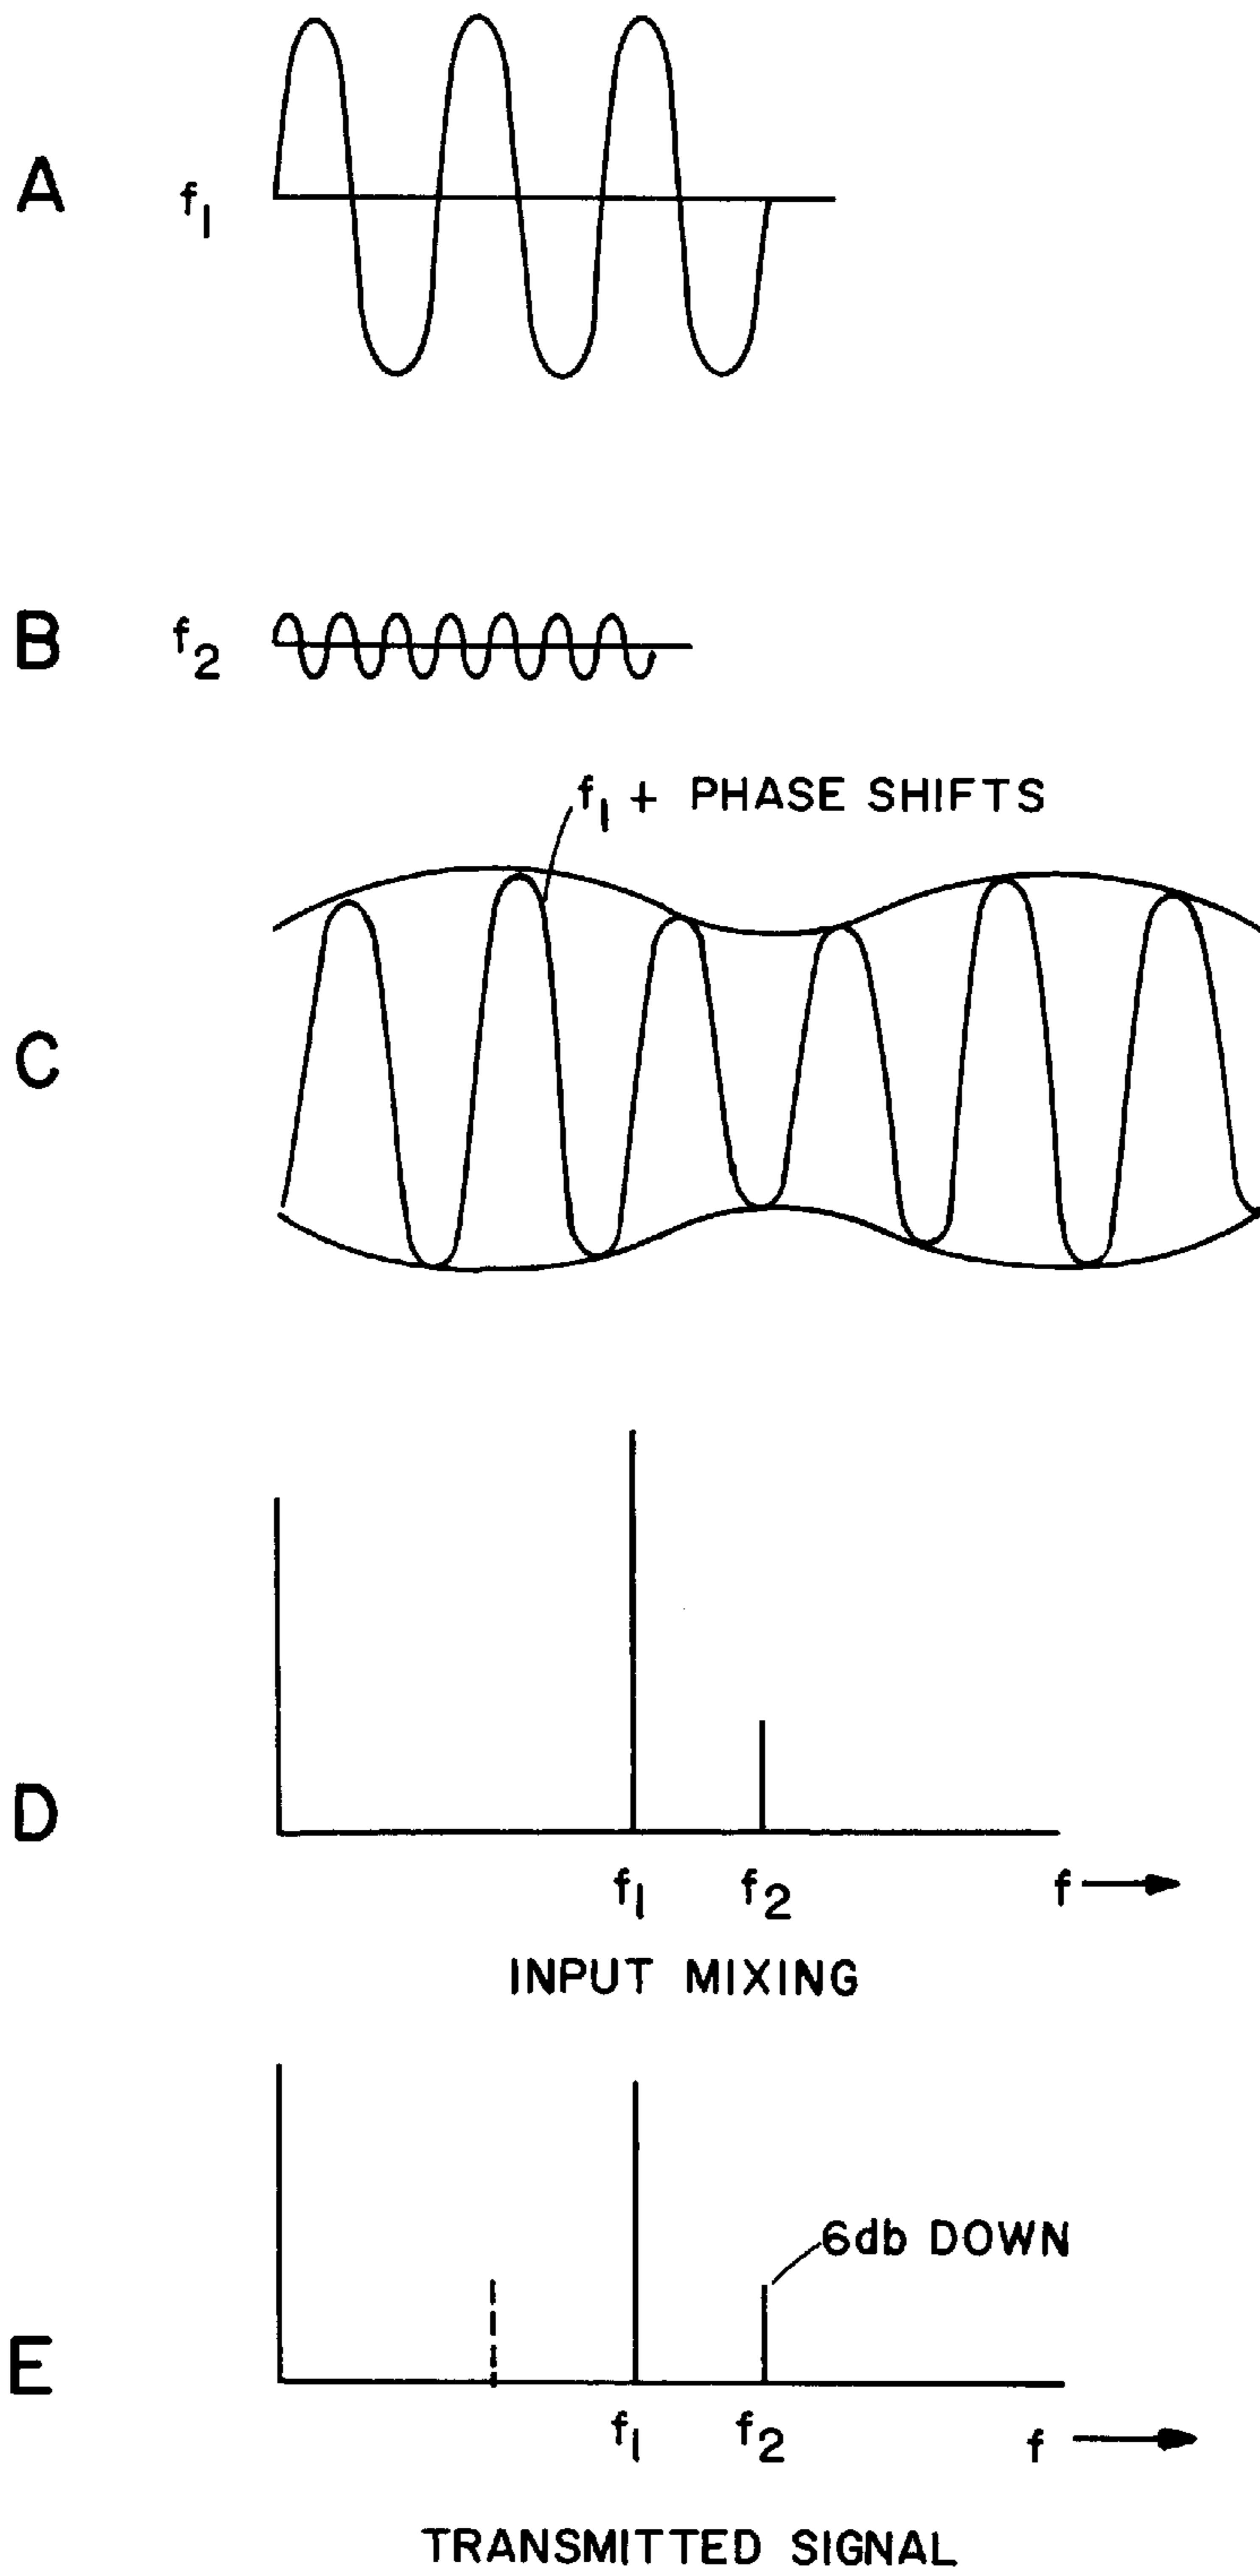 A
f1
B
f2
f1 + PHASE SHIFTS
C
D
f1 f2 f
INPUT MIXING
6db DOWN
E
f1 f2 f
TRANSMITTED SIGNAL